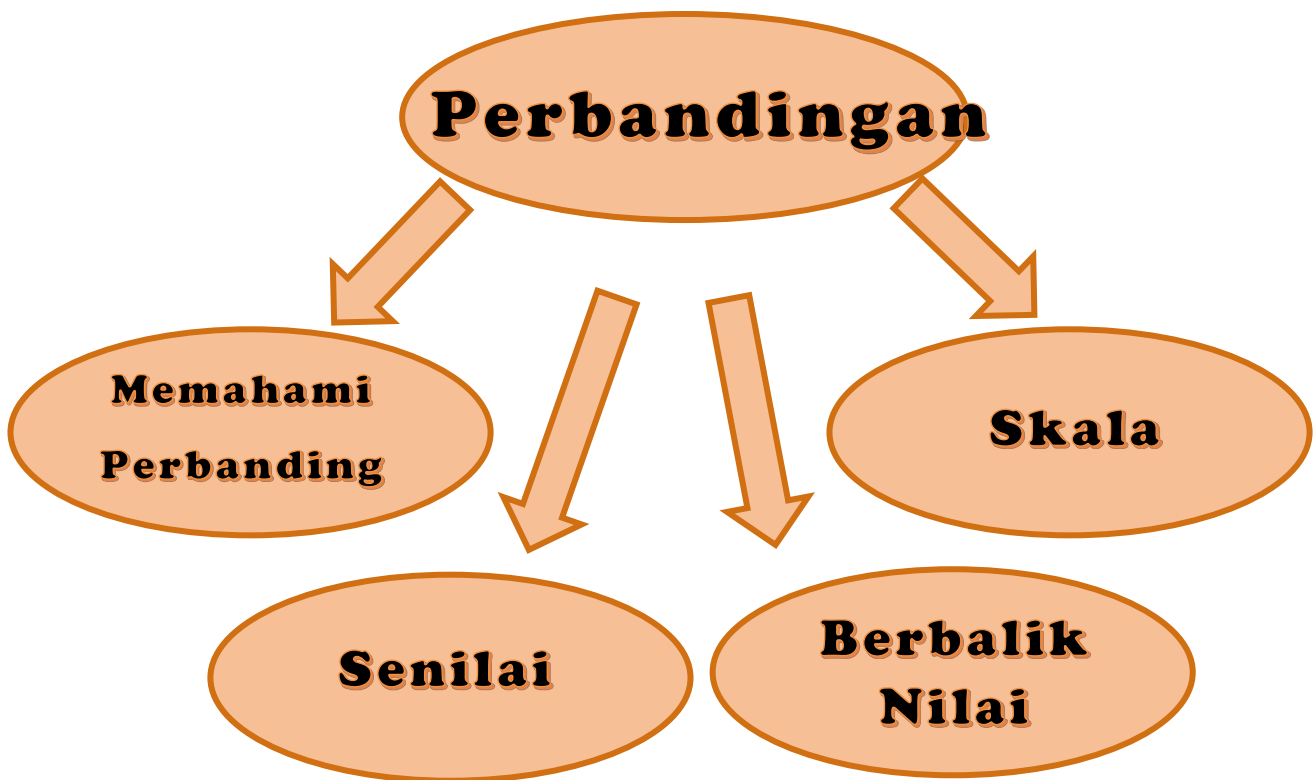 Perbandingan
Memahami
Perbanding
Skala
Senilai
Berbalik
Nilai